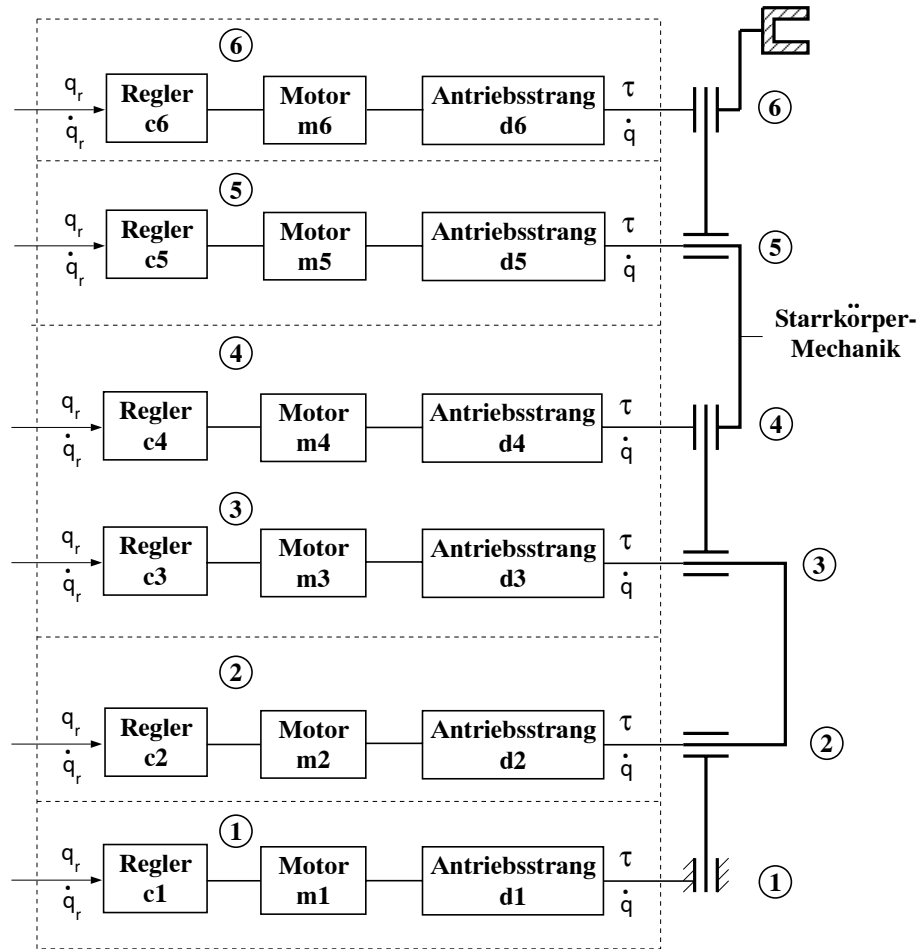 ⑥
q_r Regler Motor Antriebsstrang τ ⑥
q̇_r c6 m6 d6 q̇
⑤
q_r Regler Motor Antriebsstrang τ ⑤
q̇_r c5 m5 d5 q̇
Starrkörper-
Mechanik
④
q_r Regler Motor Antriebsstrang τ ④
q̇_r c4 m4 d4 q̇
③
q_r Regler Motor Antriebsstrang τ ③
q̇_r c3 m3 d3 q̇
②
q_r Regler Motor Antriebsstrang τ ②
q̇_r c2 m2 d2 q̇
①
q_r Regler Motor Antriebsstrang τ ①
q̇_r c1 m1 d1 q̇